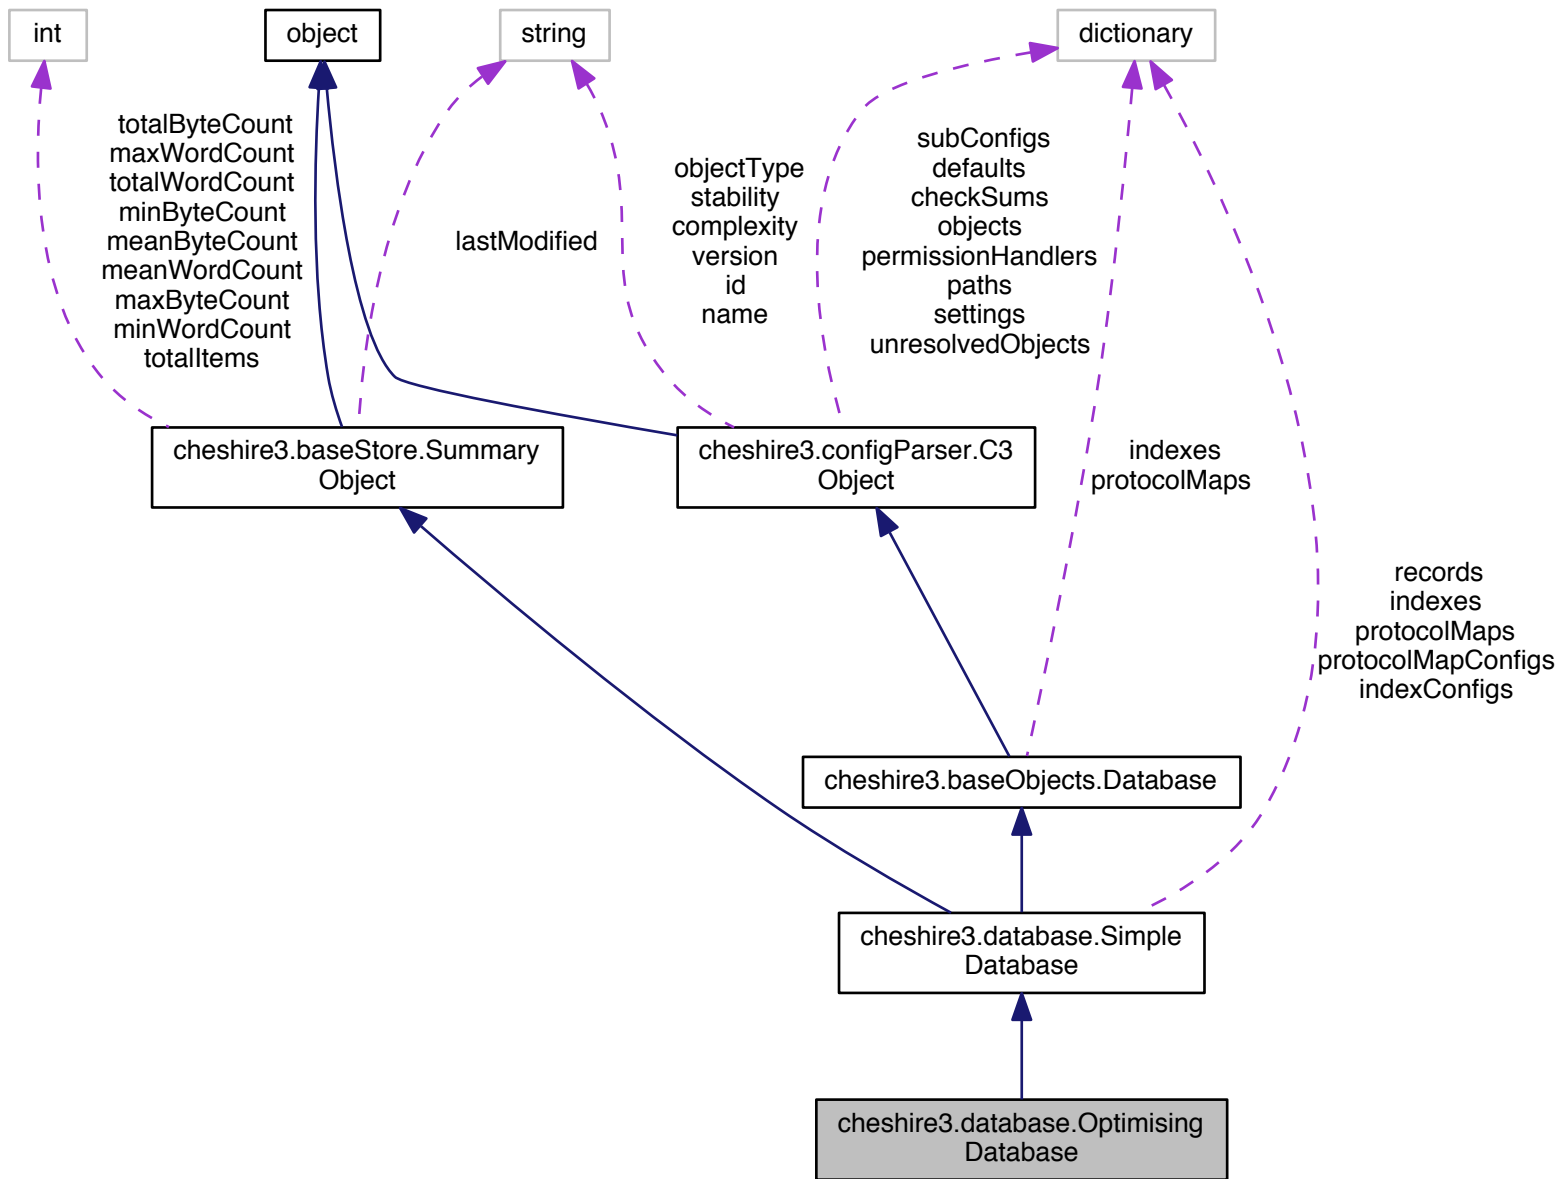 int
object
string
dictionary
totalByteCount
maxWordCount
totalWordCount
minByteCount
meanByteCount
meanWordCount
maxByteCount
minWordCount
totalItems
lastModified
objectType
stability
complexity
version
id
name
subConfigs
defaults
checkSums
objects
permissionHandlers
paths
settings
unresolvedObjects
cheshire3.baseStore.Summary
Object
cheshire3.configParser.C3
Object
indexes
protocolMaps
records
indexes
protocolMaps
protocolMapConfigs
indexConfigs
cheshire3.baseObjects.Database
cheshire3.database.Simple
Database
cheshire3.database.Optimising
Database